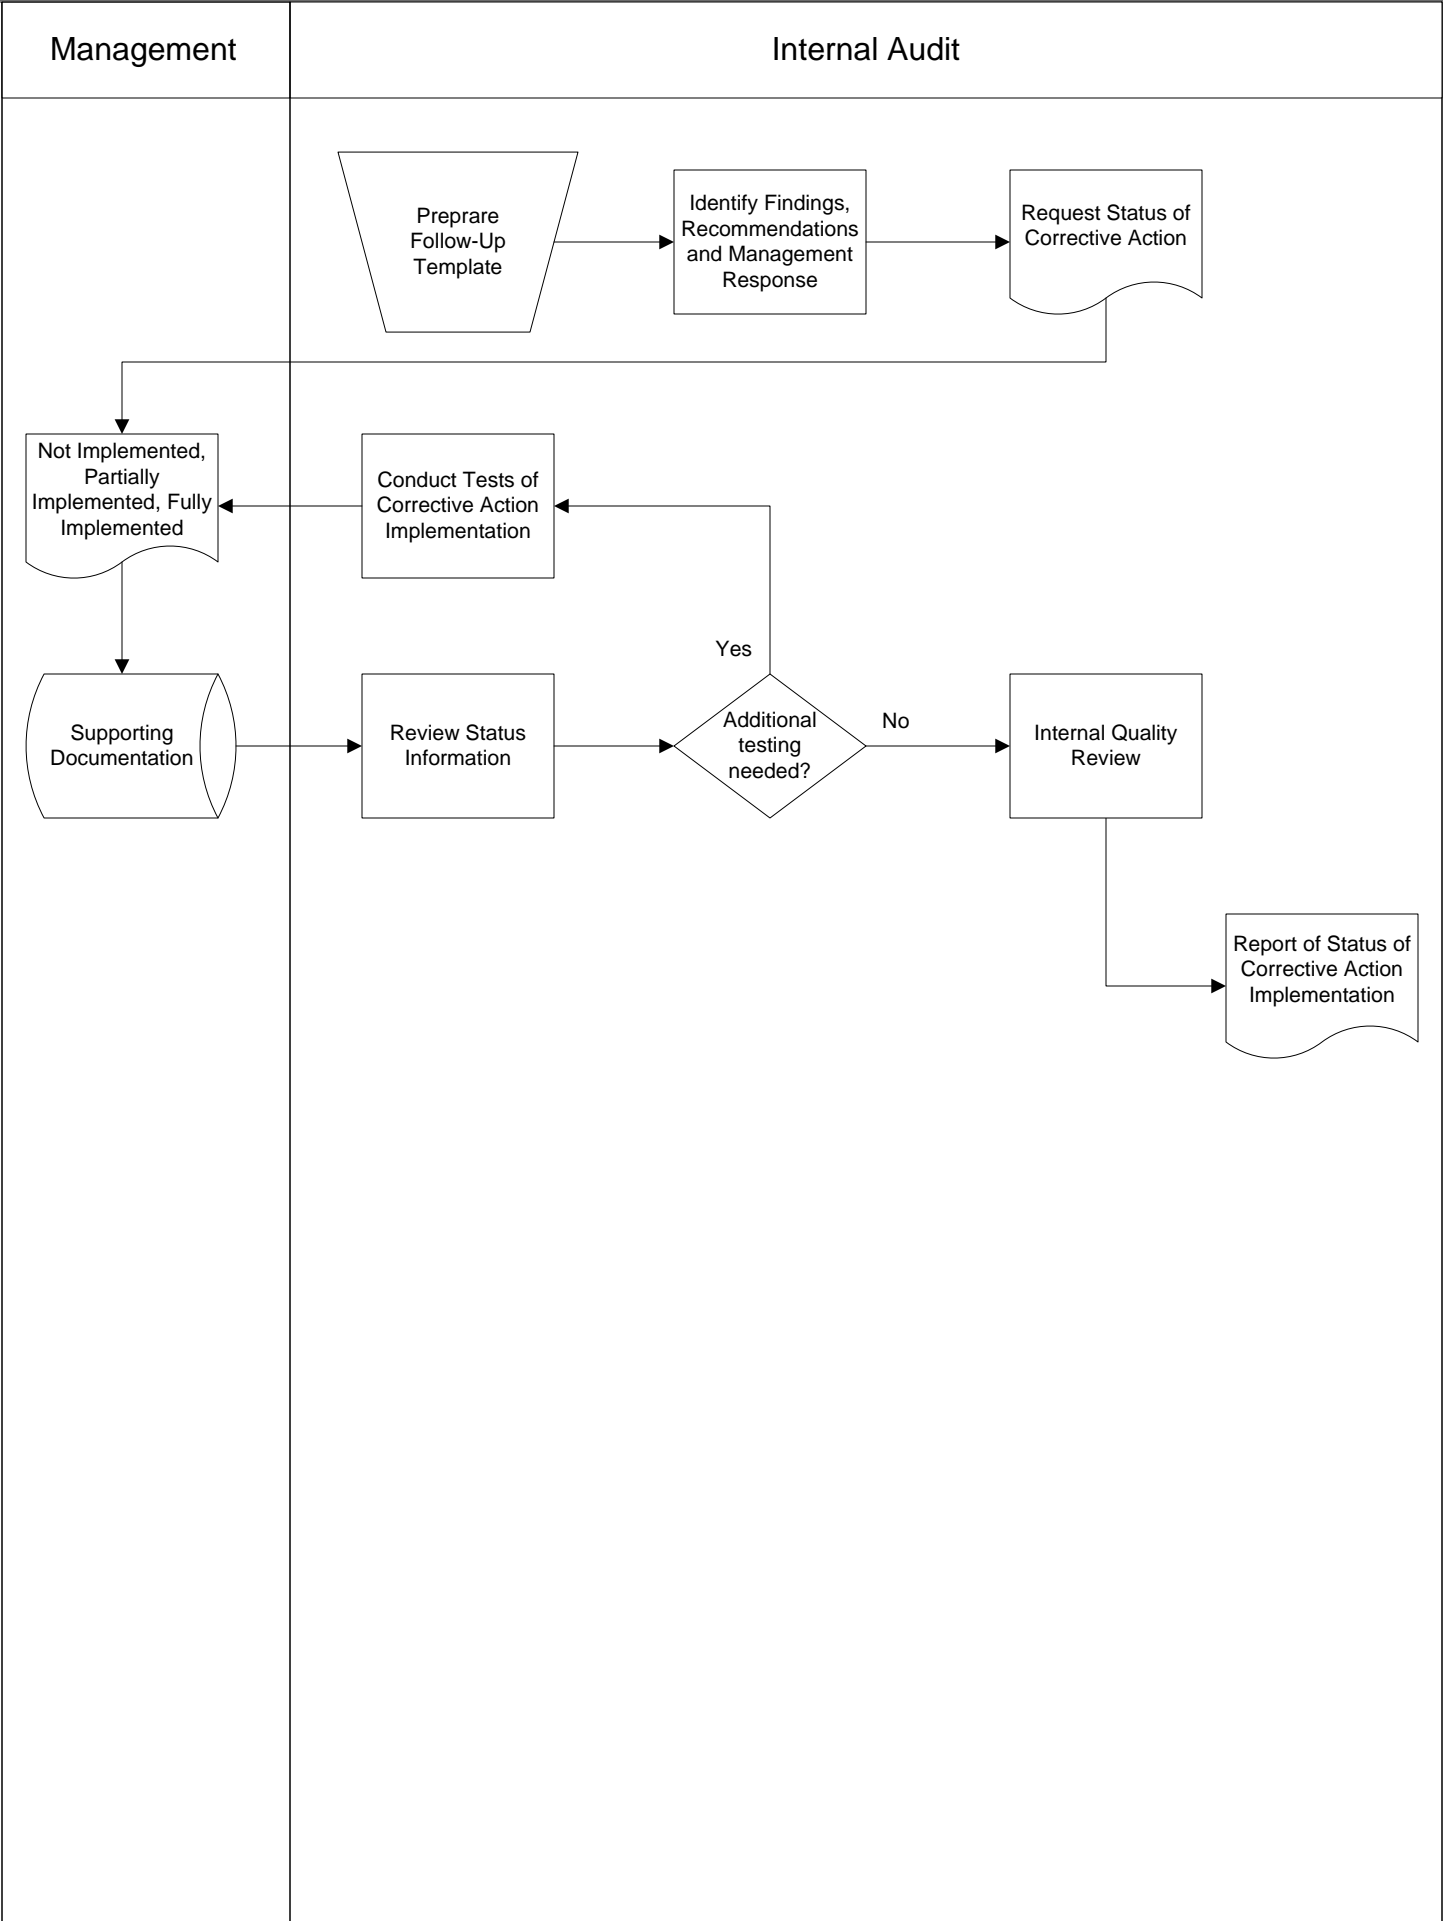 Management
Internal Audit
Preprare
Follow-Up
Template
Identify Findings,
Recommendations
and Management
Response
Request Status of
Corrective Action
Not Implemented,
Partially
Implemented, Fully
Implemented
Conduct Tests of
Corrective Action
Implementation
Yes
Supporting
Documentation
Review Status
Information
Additional
testing
needed?
No
Internal Quality
Review
Report of Status of
Corrective Action
Implementation